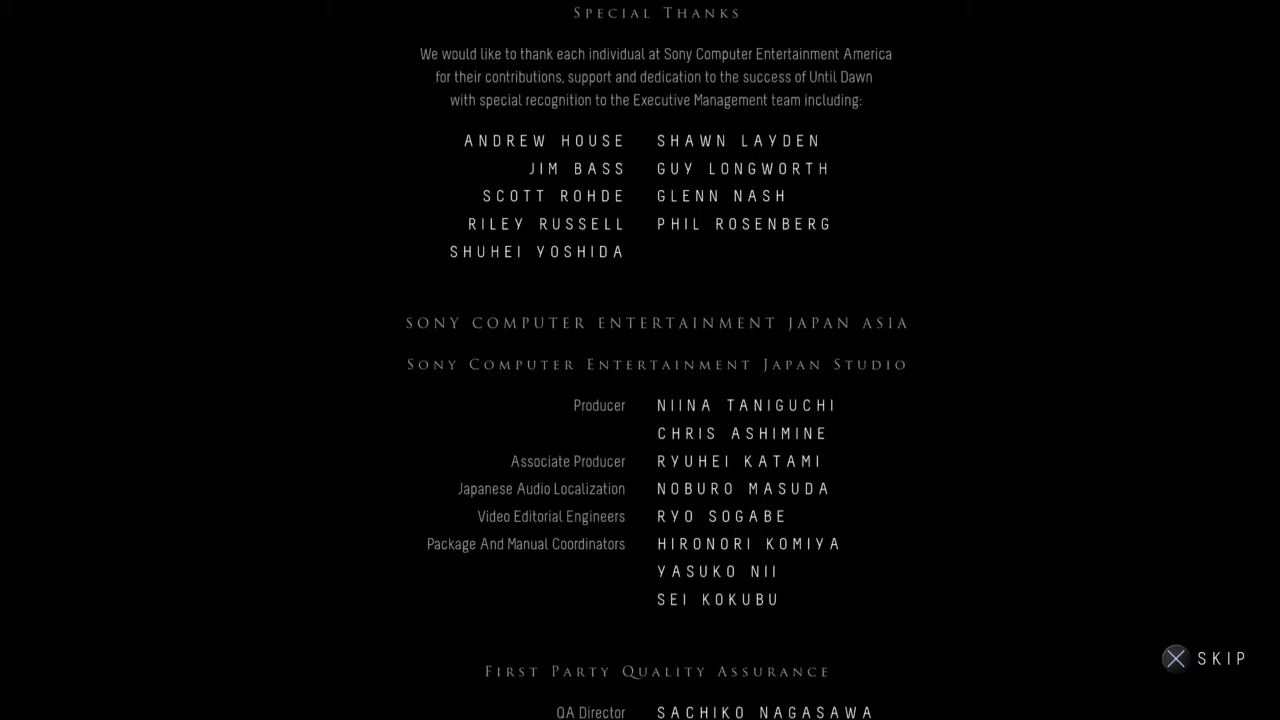 SPECIAL THANKS
We would like to thank each individual at Sony Computer Entertainment America
for their contributions, support and dedication to the success of Until Dawn
with special recognition to the Executive Management team including:
ANDREW HOUSE SHAWN LAYDEN
JIM BASS GUY LONGWORTH
SCOTT ROHDE GLENN NASH
RILEY RUSSELL PHIL ROSENBERG
SHUHEI YOSHIDA
SONY COMPUTER ENTERTAINMENT JAPAN ASIA
SONY COMPUTER ENTERTAINMENT JAPAN STUDIO
Producer NIINA TANIGUCHI
CHRIS ASHIMINE
Associate Producer RYUHEI KATAMI
Japanese Audio Localization NOBURO MASUDA
Video Editorial Engineers RYO SOGABE
Package And Manual Coordinators HIRONORI KOMIYA
YASUKO NII
SEI KOKUBU
SKIP
FIRST PARTY QUALITY ASSURANCE
QA Director SACHIKO NAGASAWA